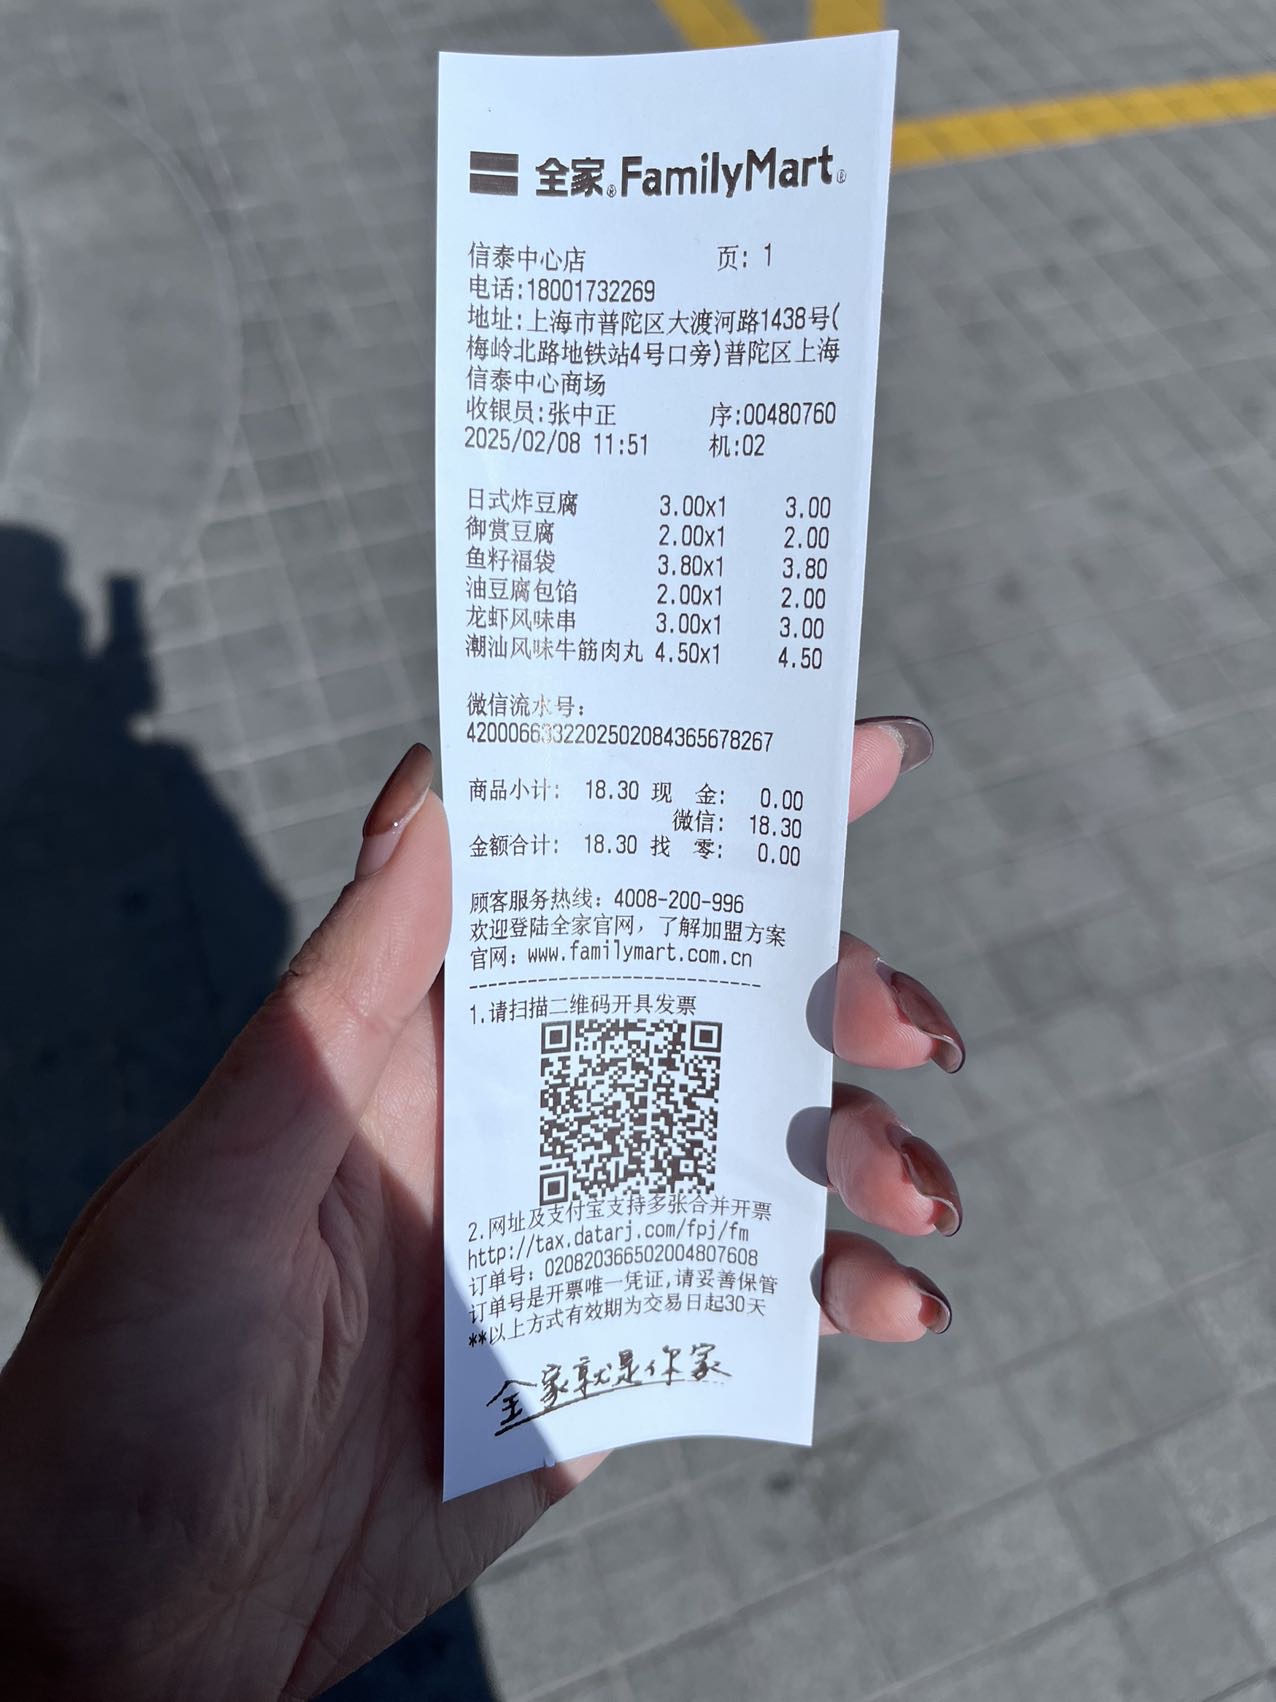 全家®FamilyMart®
信泰中心店 页: 1
电话:18001732269
地址:上海市普陀区大渡河路1438号(
梅岭北路地铁站4号口旁)普陀区上海
信泰中心商场
收银员:张中正 序:00480760
2025/02/08 11:51 机:02
日式炸豆腐 3.00x1 3.00
御赏豆腐 2.00x1 2.00
鱼籽福袋 3.80x1 3.80
油豆腐包馅 2.00x1 2.00
龙虾风味串 3.00x1 3.00
潮汕风味牛筋肉丸 4.50x1 4.50
微信流水号:
4200066332202502084365678267
商品小计: 18.30 现 金: 0.00
微信: 18.30
金额合计: 18.30 找 零: 0.00
顾客服务热线: 4008-200-996
欢迎登陆全家官网，了解加盟方案
官网: www.familymart.com.cn
------------------------------
1.请扫描二维码开具发票
2.网址及支付宝支持多张合并开票
http://tax.datarj.com/fpj/fm
订单号: 020820366502004807608
订单号是开票唯一凭证,请妥善保管
**以上方式有效期为交易日起30天
全家就是你家